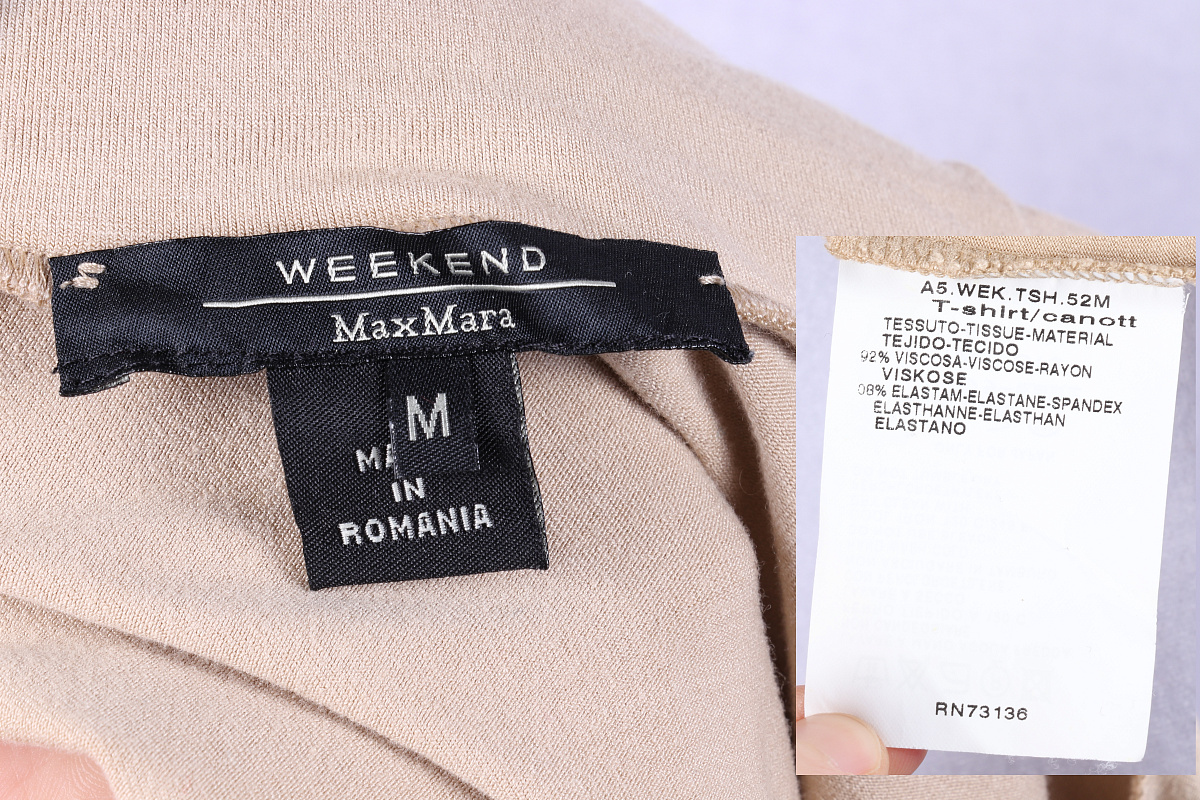 WEEKEND
MaxMara
M
MA
IN
ROMANIA
A5.WEK.TSH.52M
T-shirt/canott
TESSUTO-TISSUE-MATERIAL
TEJIDO-TECIDO
92% VISCOSA-VISCOSE-RAYON
VISKOSE
08% ELASTAM-ELASTANE-SPANDEX
ELASTHANNE-ELASTHAN
ELASTANO
RN73136